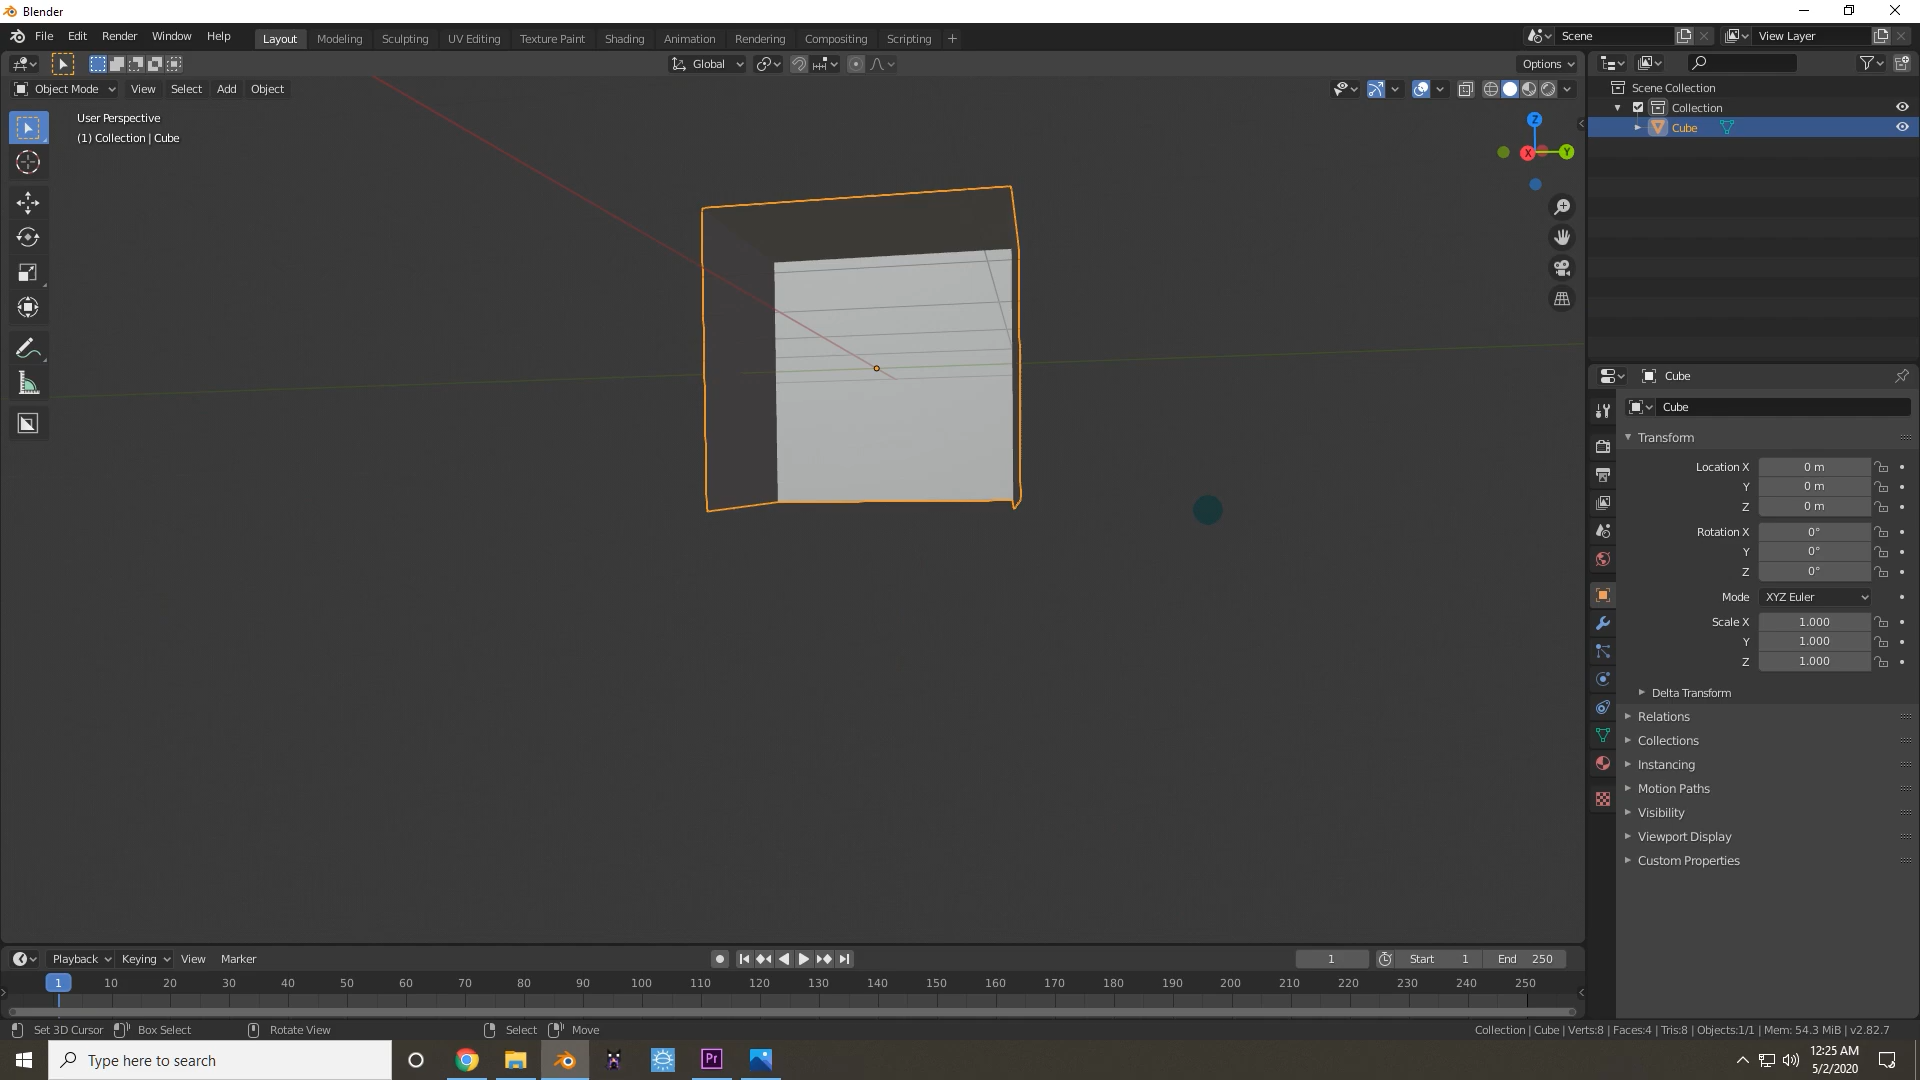 Blender
File Edit Render Window Help Layout Modeling Sculpting UV Editing Texture Paint Shading Animation Rendering Compositing Scripting + Scene View Layer
Global Options
Object Mode View Select Add Object
User Perspective
(1) Collection | Cube
Z
X Y
Scene Collection
Collection
Cube
Cube
Cube
Transform
Location X 0 m
Y 0 m
Z 0 m
Rotation X 0°
Y 0°
Z 0°
Mode XYZ Euler
Scale X 1.000
Y 1.000
Z 1.000
Delta Transform
Relations
Collections
Instancing
Motion Paths
Visibility
Viewport Display
Custom Properties
Playback Keying View Marker 1 Start 1 End 250
1 10 20 30 40 50 60 70 80 90 100 110 120 130 140 150 160 170 180 190 200 210 220 230 240 250
Set 3D Cursor Box Select Rotate View Select Move Collection | Cube | Verts:8 | Faces:4 | Tris:8 | Objects:1/1 | Mem: 54.3 MiB | v2.82.7
Type here to search Pr 12:25 AM
5/2/2020